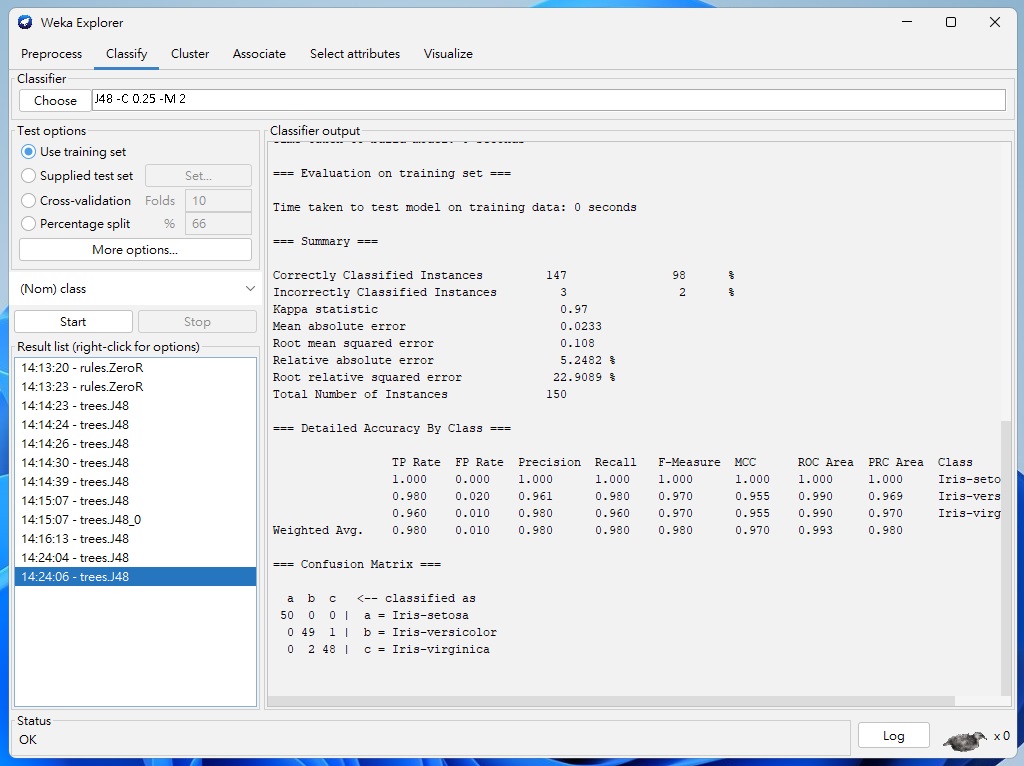 Weka Explorer
Preprocess Classify Cluster Associate Select attributes Visualize
Classifier
Choose J48 -C 0.25 -M 2
Test options
Use training set
Supplied test set Set...
Cross-validation Folds 10
Percentage split % 66
More options...
(Nom) class
Start Stop
Result list (right-click for options)
14:13:20 - rules.ZeroR
14:13:23 - rules.ZeroR
14:14:23 - trees.J48
14:14:24 - trees.J48
14:14:26 - trees.J48
14:14:30 - trees.J48
14:14:39 - trees.J48
14:15:07 - trees.J48
14:15:07 - trees.J48_0
14:16:13 - trees.J48
14:24:04 - trees.J48
14:24:06 - trees.J48
Classifier output
=== Evaluation on training set ===
Time taken to test model on training data: 0 seconds
=== Summary ===
Correctly Classified Instances 147 98 %
Incorrectly Classified Instances 3 2 %
Kappa statistic 0.97
Mean absolute error 0.0233
Root mean squared error 0.108
Relative absolute error 5.2482 %
Root relative squared error 22.9089 %
Total Number of Instances 150
=== Detailed Accuracy By Class ===
TP Rate FP Rate Precision Recall F-Measure MCC ROC Area PRC Area Class
1.000 0.000 1.000 1.000 1.000 1.000 1.000 1.000 Iris-seto
0.980 0.020 0.961 0.980 0.970 0.955 0.990 0.969 Iris-vers
0.960 0.010 0.980 0.960 0.970 0.955 0.990 0.970 Iris-virg
Weighted Avg. 0.980 0.010 0.980 0.980 0.980 0.970 0.993 0.980
=== Confusion Matrix ===
a b c <-- classified as
50 0 0 | a = Iris-setosa
0 49 1 | b = Iris-versicolor
0 2 48 | c = Iris-virginica
Status
OK
Log x 0